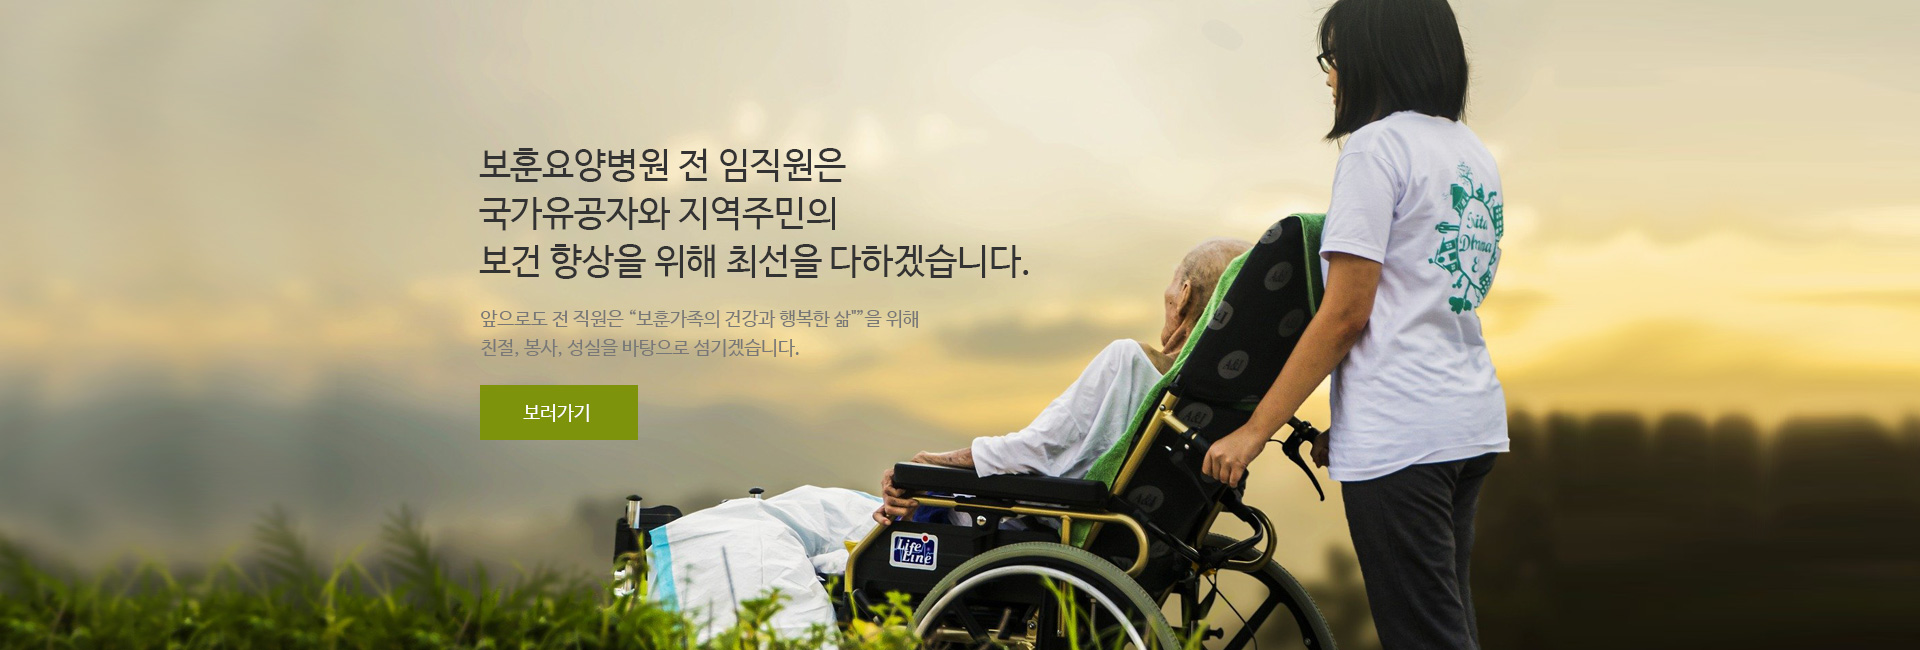 보훈요양병원 전 임직원은
국가유공자와 지역주민의
보건 향상을 위해 최선을 다하겠습니다.
앞으로도 전 직원은 “보훈가족의 건강과 행복한 삶"”을 위해
친절, 봉사, 성실을 바탕으로 섬기겠습니다.
보러가기
A&I
A&I
A&I
Life
Line